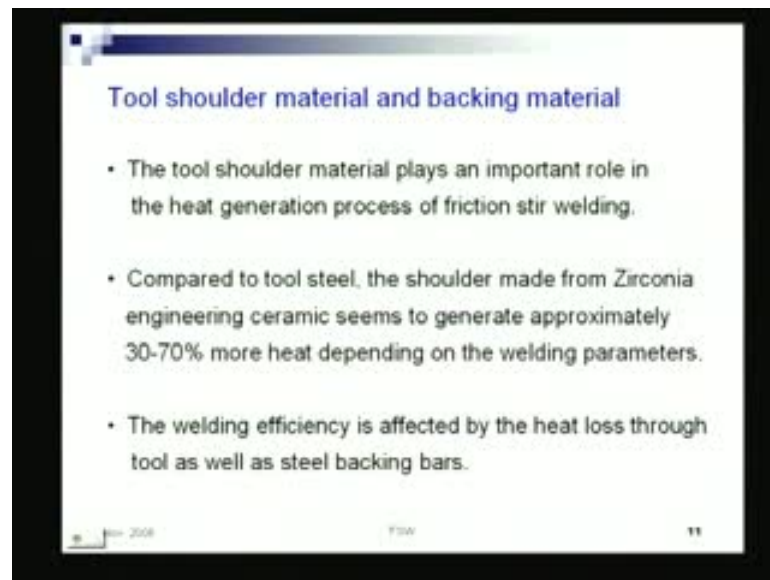 Tool shoulder material and backing material
• The tool shoulder material plays an important role in
the heat generation process of friction stir welding.
• Compared to tool steel, the shoulder made from Zirconia
engineering ceramic seems to generate approximately
30-70% more heat depending on the welding parameters.
• The welding efficiency is affected by the heat loss through
tool as well as steel backing bars.
FSW
11